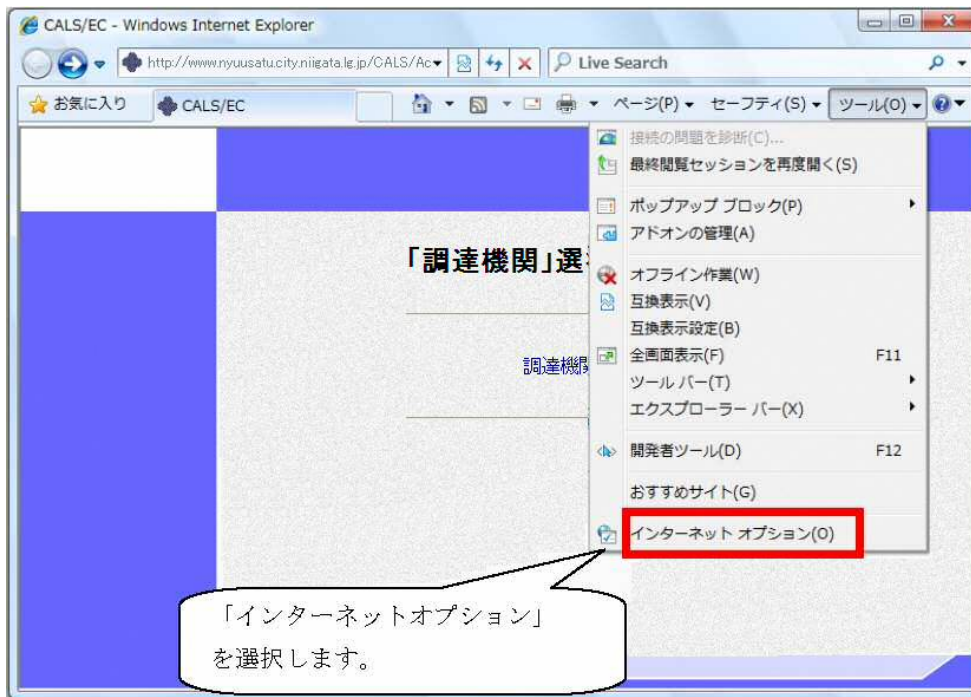 CALS/EC - Windows Internet Explorer
http://www.nyuusatu.city.niigata.lg.jp/CALS/Ac
Live Search
お気に入り
CALS/EC
ページ(P)
セーフティ(S)
ツール(O)
接続の問題を診断(C)...
最終閲覧セッションを再度開く(S)
ポップアップ ブロック(P)
アドオンの管理(A)
「調達機関」選
オフライン作業(W)
互換表示(V)
互換表示設定(B)
調達機関
全画面表示(F) F11
ツール バー(T)
エクスプローラー バー(X)
開発者ツール(D) F12
おすすめサイト(G)
インターネット オプション(O)
「インターネットオプション」
を選択します。